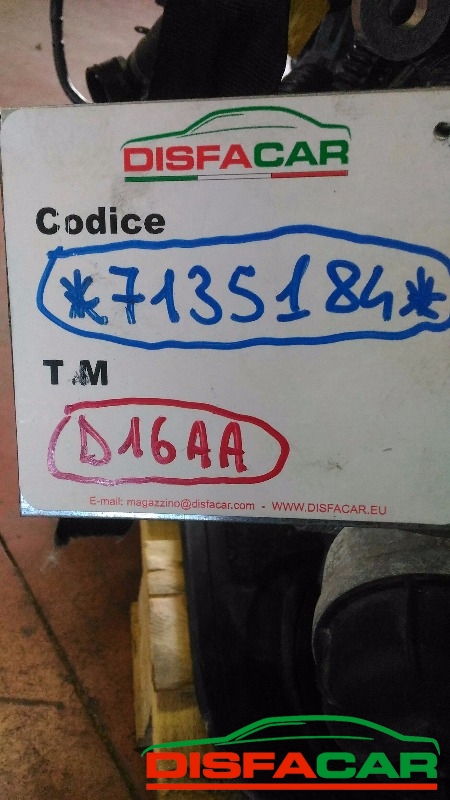 DISFACAR
Codice
*7135184*
T.M
D16AA
E-mail: magazzino@disfacar.com - WWW.DISFACAR.EU
DISFACAR